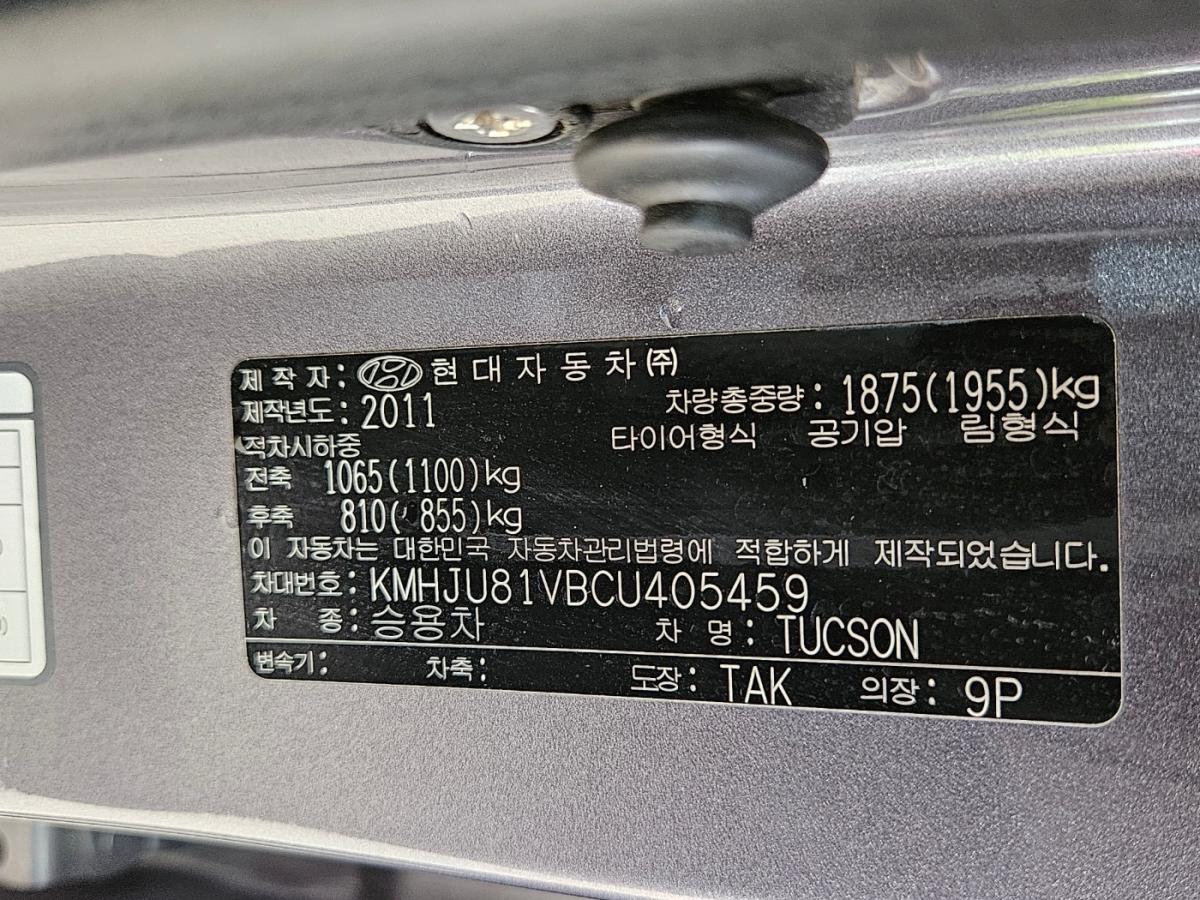 제 작 자 : 현대자동차㈜
제작년도 : 2011 차량총중량 : 1875(1955)kg
적차시하중 타이어형식 공기압 림형식
전축 1065(1100)kg
후축 810( 855)kg
이 자동차는 대한민국 자동차관리법령에 적합하게 제작되었습니다.
차대번호 : KMHJU81VBCU405459
차 종 : 승용차 차 명 : TUCSON
변속기 : 차축 : 도장 : TAK 의장 : 9P